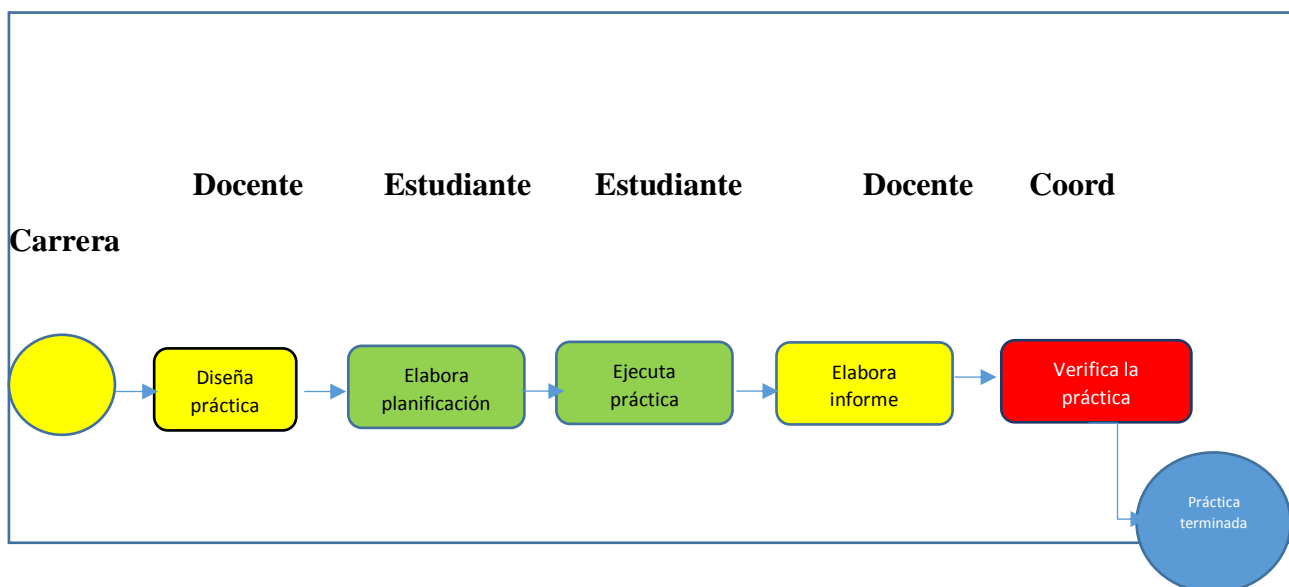 Docente Estudiante Estudiante Docente Coord
Carrera
Diseña
práctica
Elabora
planificación
Ejecuta
práctica
Elabora
informe
Verifica la
práctica
Práctica
terminada